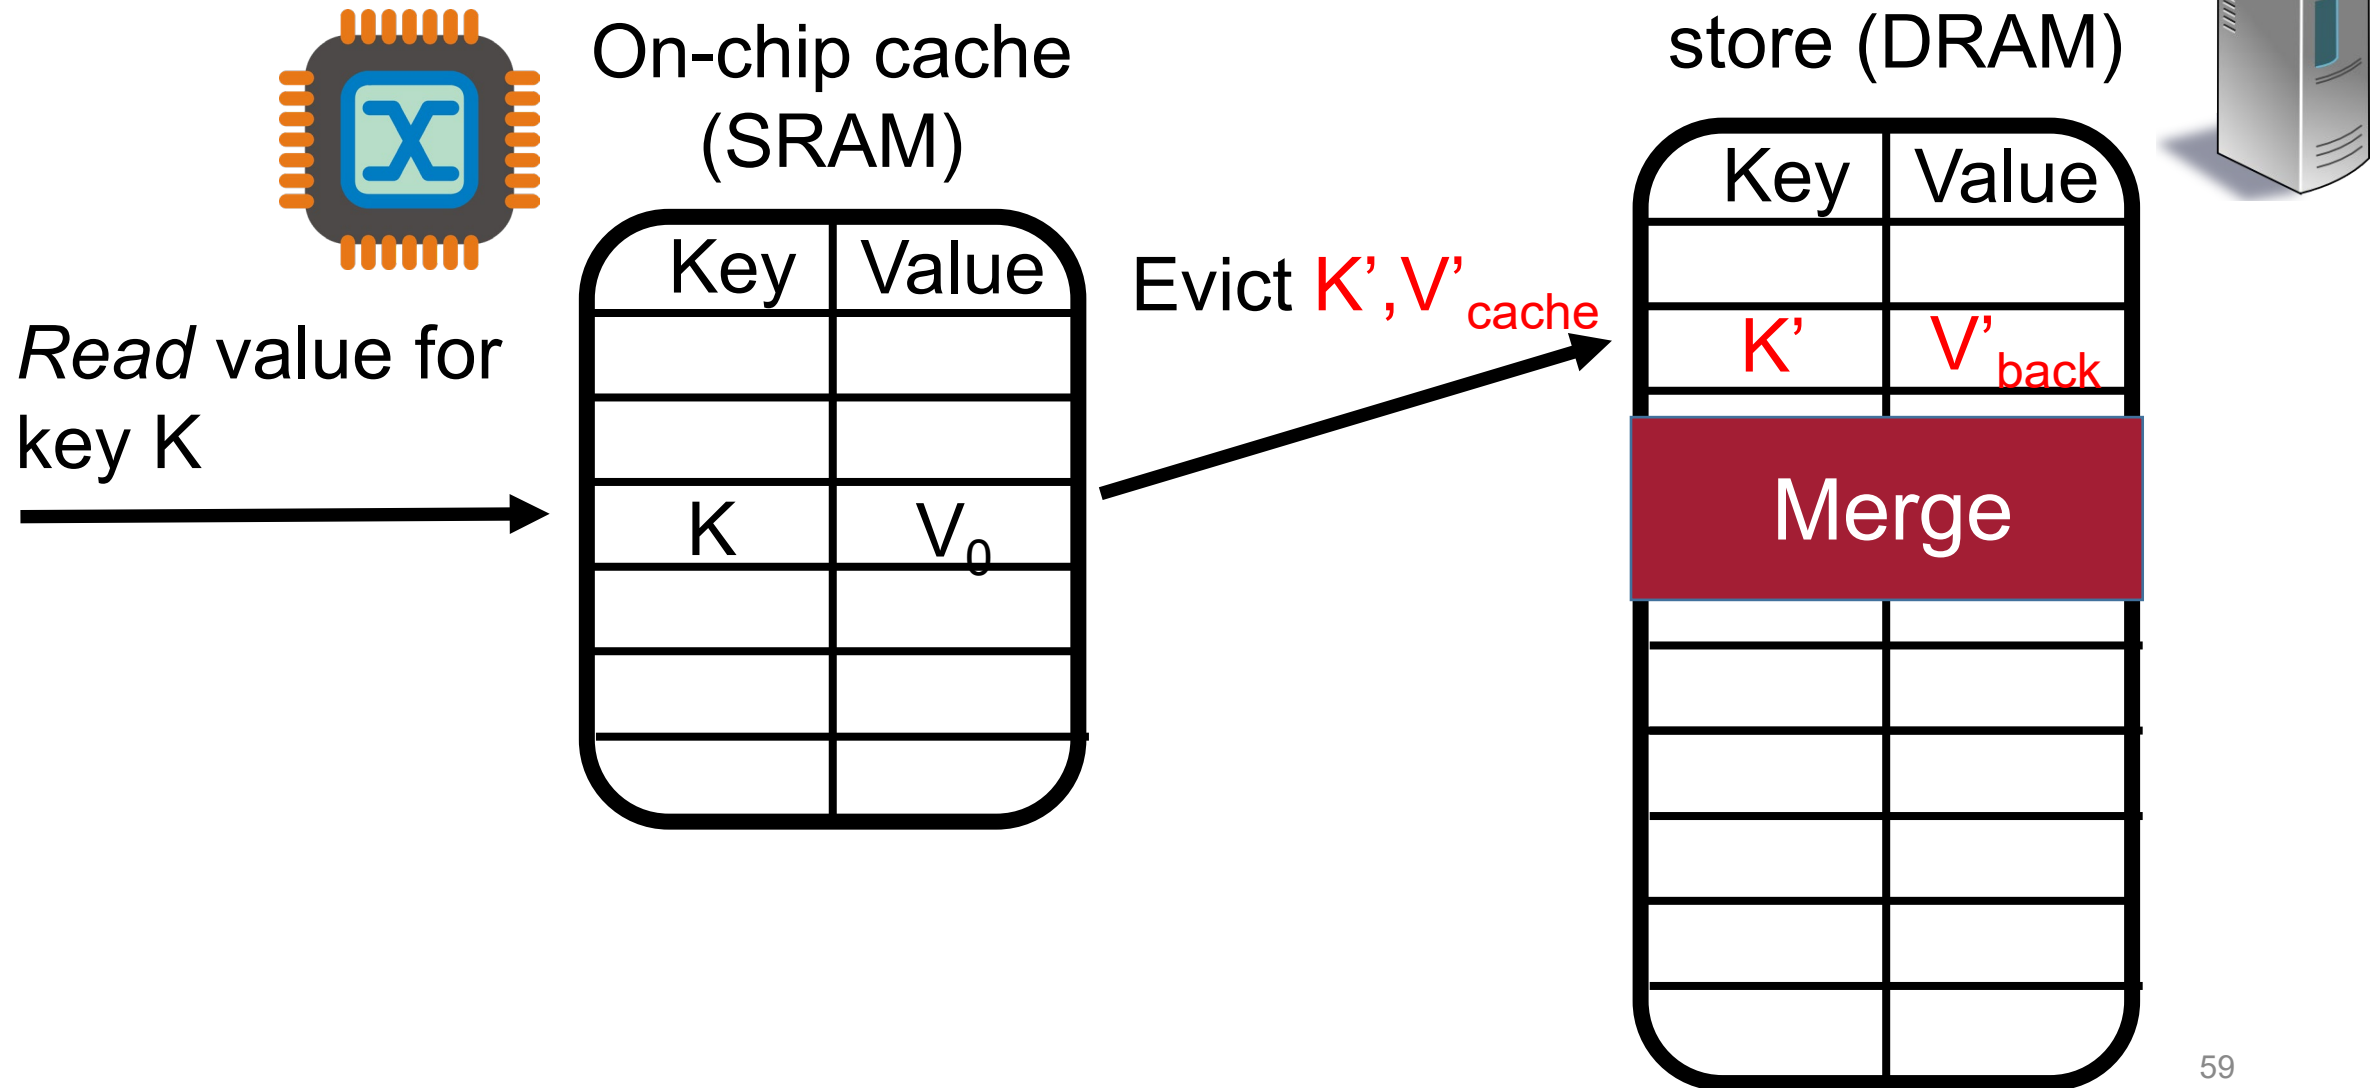 On-chip cache
(SRAM)
store (DRAM)
Key Value
Key Value
Evict K’,V’cache
K’ V’back
Read value for
key K
K V0
Merge
59